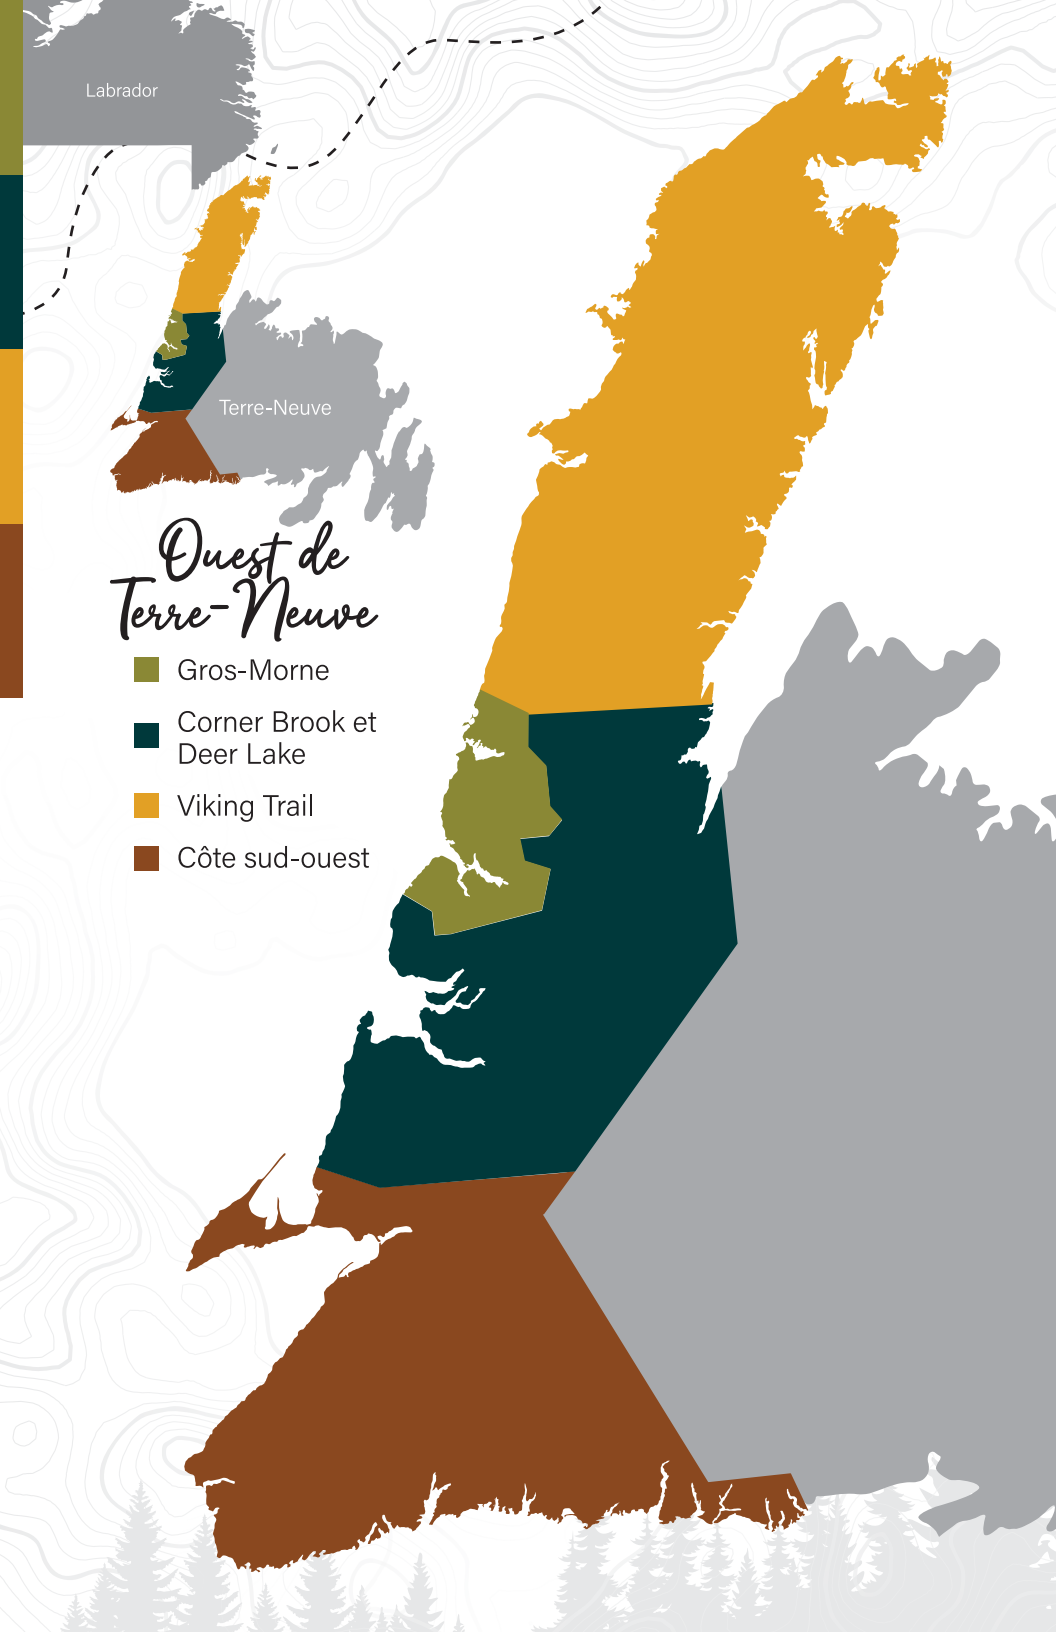 Labrador
Terre-Neuve
Ouest de
Terre-Neuve
Gros-Morne
Corner Brook et
Deer Lake
Viking Trail
Côte sud-ouest